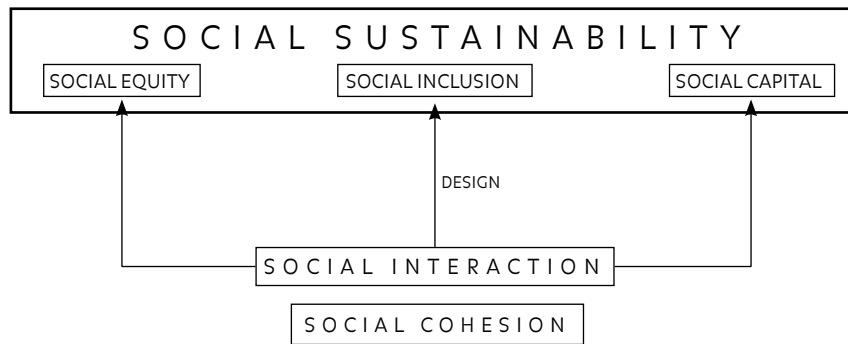 SOCIAL SUSTAINABILITY
SOCIAL EQUITY
SOCIAL INCLUSION
SOCIAL CAPITAL
DESIGN
SOCIAL INTERACTION
SOCIAL COHESION